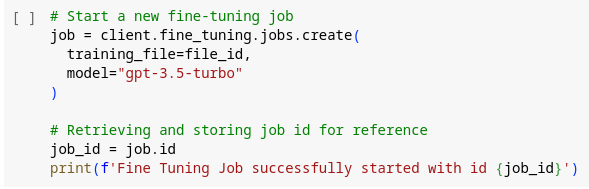 [ ] # Start a new fine-tuning job
job = client.fine_tuning.jobs.create(
  training_file=file_id,
  model="gpt-3.5-turbo"
)

# Retrieving and storing job id for reference
job_id = job.id
print(f'Fine Tuning Job successfully started with id {job_id}')